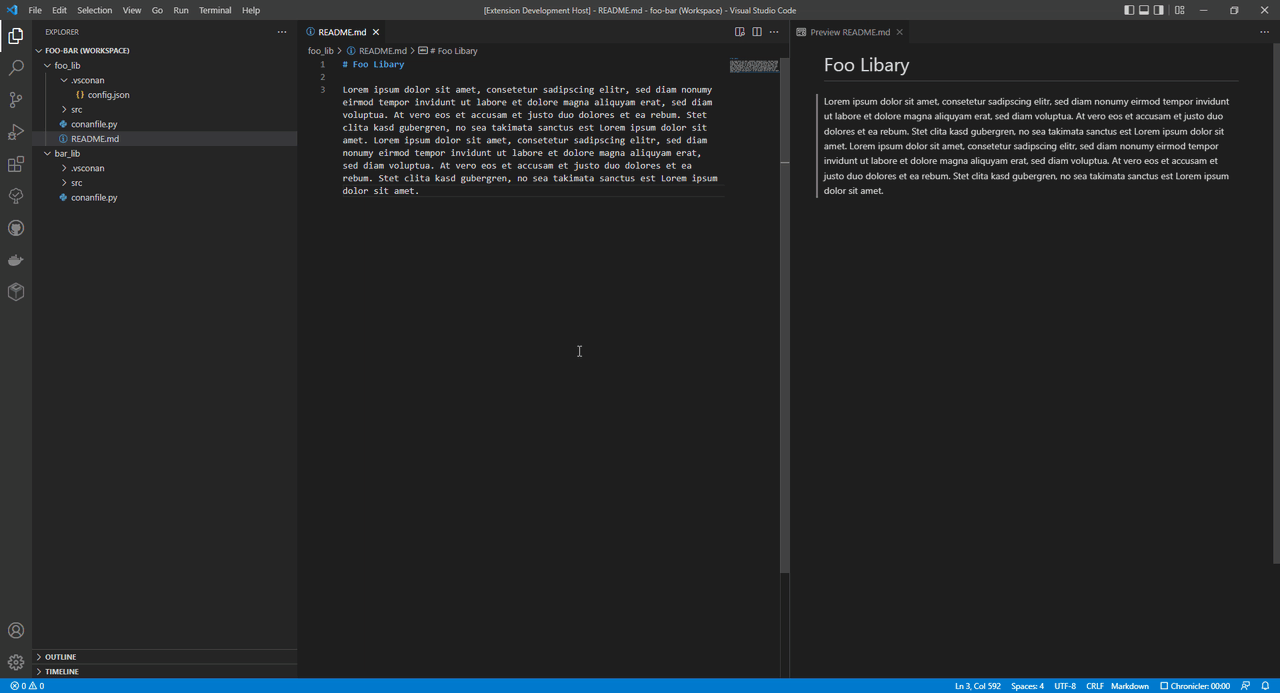 File Edit Selection View Go Run Terminal Help
[Extension Development Host] - README.md - foo-bar (Workspace) - Visual Studio Code
EXPLORER
FOO-BAR (WORKSPACE)
foo_lib
.vsconan
{} config.json
src
conanfile.py
README.md
bar_lib
.vsconan
src
conanfile.py
OUTLINE
TIMELINE
README.md
foo_lib > README.md > # Foo Libary
1 # Foo Libary
2
3 Lorem ipsum dolor sit amet, consetetur sadipscing elitr, sed diam nonumy
eirmod tempor invidunt ut labore et dolore magna aliquyam erat, sed diam
voluptua. At vero eos et accusam et justo duo dolores et ea rebum. Stet
clita kasd gubergren, no sea takimata sanctus est Lorem ipsum dolor sit
amet. Lorem ipsum dolor sit amet, consetetur sadipscing elitr, sed diam
nonumy eirmod tempor invidunt ut labore et dolore magna aliquyam erat,
sed diam voluptua. At vero eos et accusam et justo duo dolores et ea
rebum. Stet clita kasd gubergren, no sea takimata sanctus est Lorem ipsum
dolor sit amet.
Preview README.md
Foo Libary
Lorem ipsum dolor sit amet, consetetur sadipscing elitr, sed diam nonumy eirmod tempor invidunt
ut labore et dolore magna aliquyam erat, sed diam voluptua. At vero eos et accusam et justo duo
dolores et ea rebum. Stet clita kasd gubergren, no sea takimata sanctus est Lorem ipsum dolor sit
amet. Lorem ipsum dolor sit amet, consetetur sadipscing elitr, sed diam nonumy eirmod tempor
invidunt ut labore et dolore magna aliquyam erat, sed diam voluptua. At vero eos et accusam et
justo duo dolores et ea rebum. Stet clita kasd gubergren, no sea takimata sanctus est Lorem ipsum
dolor sit amet.
0 0
Ln 3, Col 592 Spaces: 4 UTF-8 CRLF Markdown Chronicler: 00:00